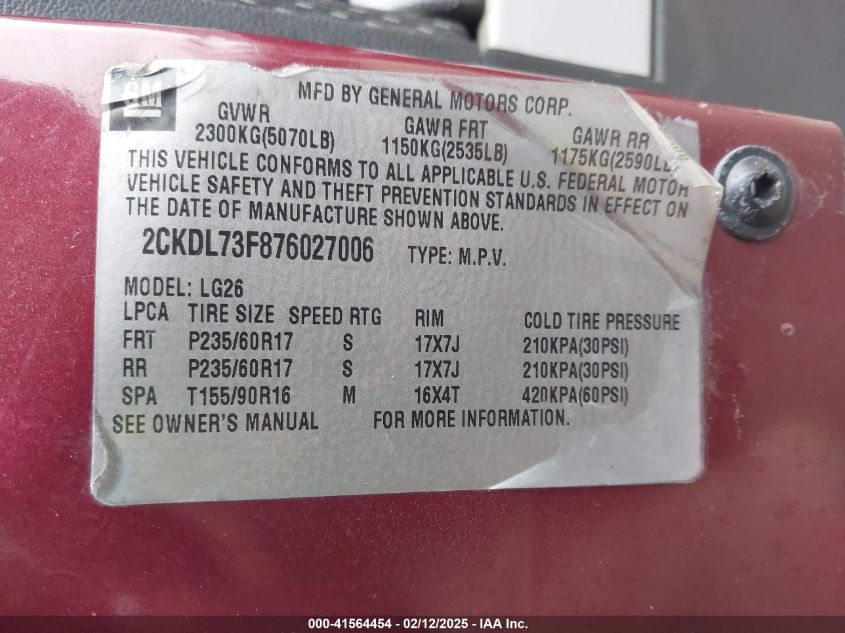 GM
MFD BY GENERAL MOTORS CORP.
GVWR GAWR FRT GAWR RR
2300KG(5070LB) 1150KG(2535LB) 1175KG(2590LB
THIS VEHICLE CONFORMS TO ALL APPLICABLE U.S. FEDERAL MOTOR
VEHICLE SAFETY AND THEFT PREVENTION STANDARDS IN EFFECT ON
THE DATE OF MANUFACTURE SHOWN ABOVE.
2CKDL73F876027006 TYPE: M.P.V.
MODEL: LG26
LPCA TIRE SIZE SPEED RTG RIM COLD TIRE PRESSURE
FRT P235/60R17 S 17X7J 210KPA(30PSI)
RR P235/60R17 S 17X7J 210KPA(30PSI)
SPA T155/90R16 M 16X4T 420KPA(60PSI)
SEE OWNER'S MANUAL FOR MORE INFORMATION.
000-41564454 - 02/12/2025 - IAA Inc.